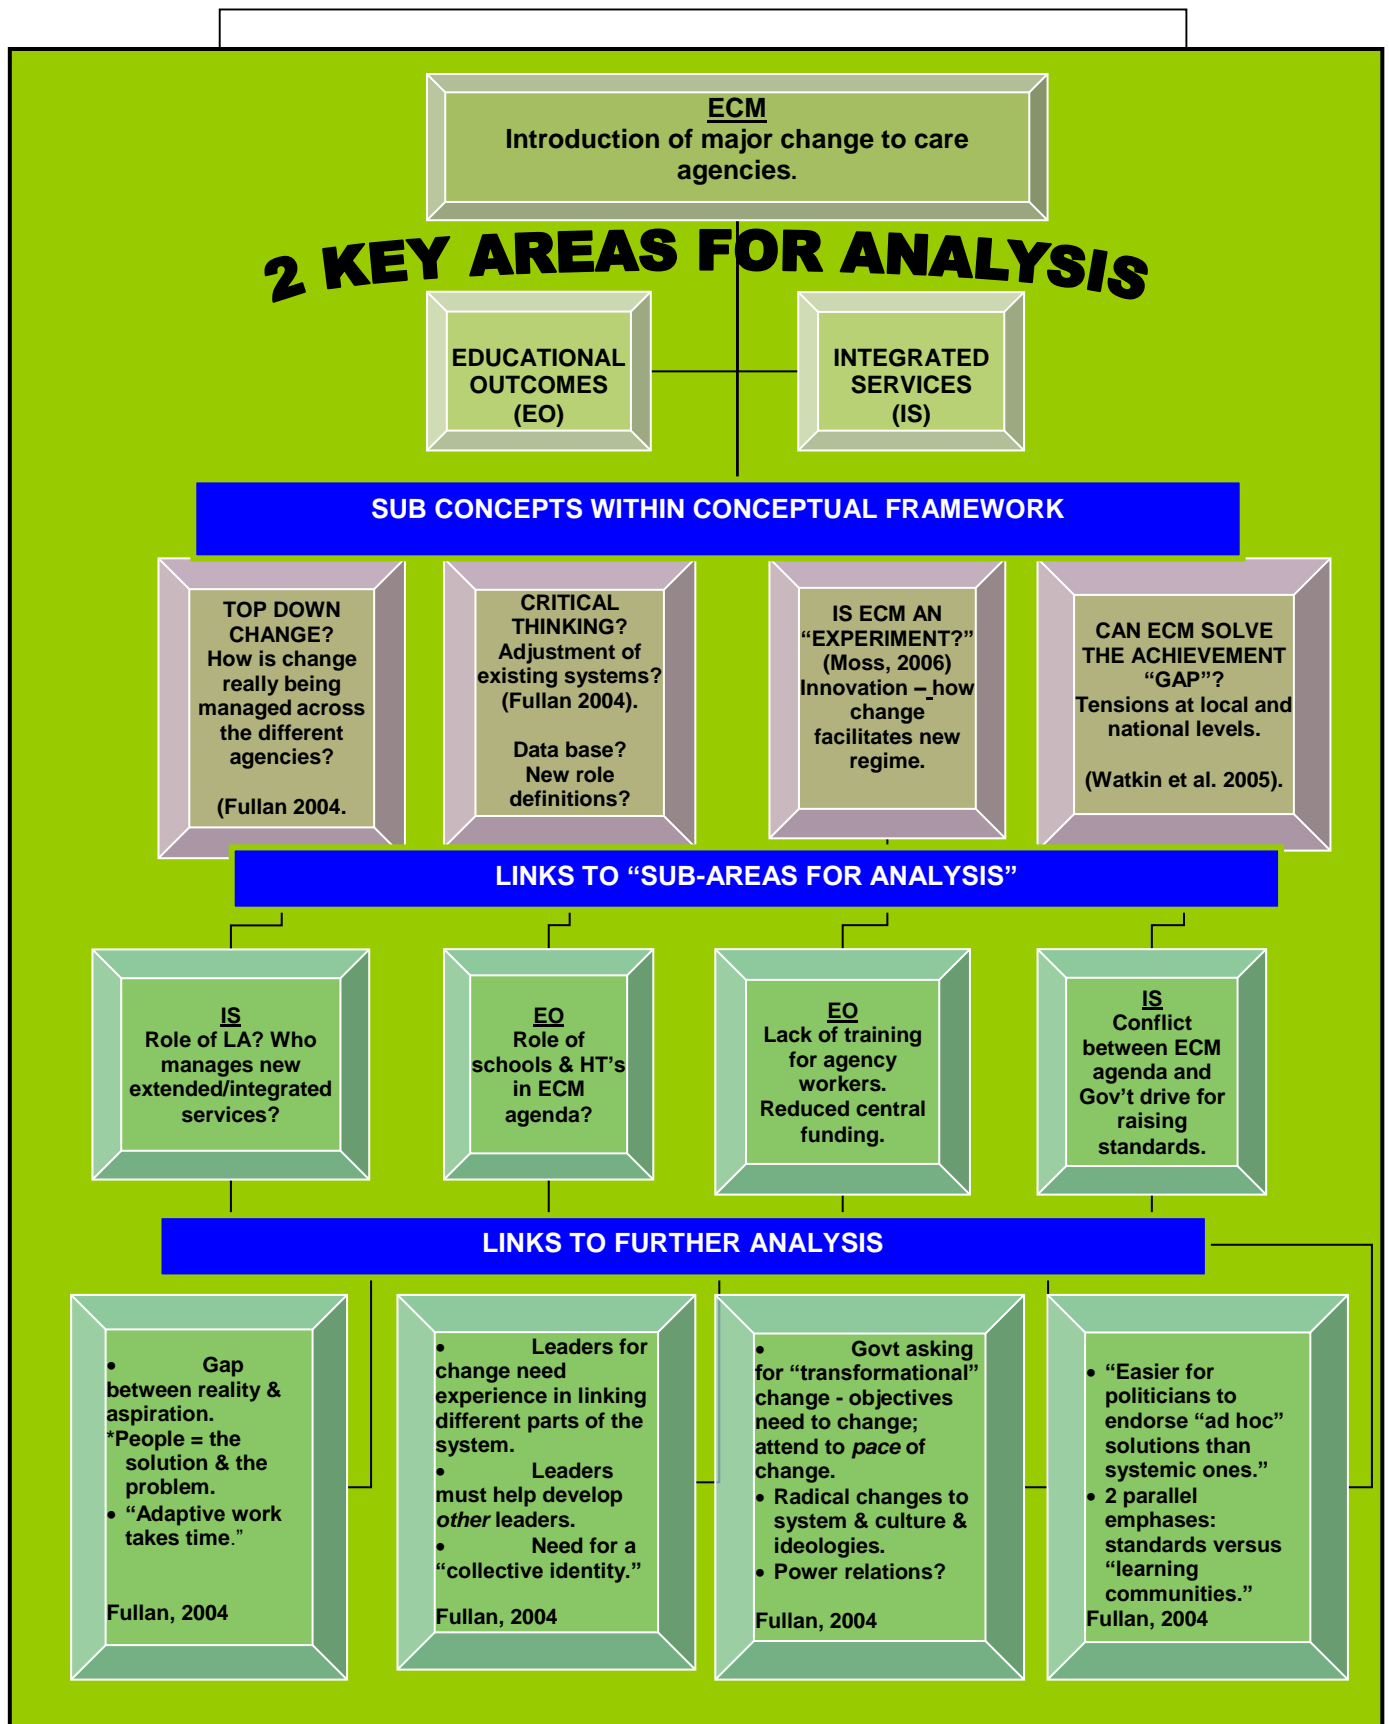 ECM
Introduction of major change to care
agencies.
2 KEY AREAS FOR ANALYSIS
EDUCATIONAL
OUTCOMES
(EO)
INTEGRATED
SERVICES
(IS)
SUB CONCEPTS WITHIN CONCEPTUAL FRAMEWORK
TOP DOWN
CHANGE?
How is change
really being
managed across
the different
agencies?
(Fullan 2004.
CRITICAL
THINKING?
Adjustment of
existing systems?
(Fullan 2004).
Data base?
New role
definitions?
IS ECM AN
“EXPERIMENT?”
(Moss, 2006)
Innovation – how
change
facilitates new
regime.
CAN ECM SOLVE
THE ACHIEVEMENT
“GAP”?
Tensions at local and
national levels.
(Watkin et al. 2005).
LINKS TO “SUB-AREAS FOR ANALYSIS”
IS
Role of LA? Who
manages new
extended/integrated
services?
EO
Role of
schools & HT’s
in ECM
agenda?
EO
Lack of training
for agency
workers.
Reduced central
funding.
IS
Conflict
between ECM
agenda and
Gov’t drive for
raising
standards.
LINKS TO FURTHER ANALYSIS
• Gap
between reality &
aspiration.
*People = the
solution & the
problem.
• “Adaptive work
takes time.”
Fullan, 2004
• Leaders for
change need
experience in linking
different parts of the
system.
• Leaders
must help develop
other leaders.
• Need for a
“collective identity.”
Fullan, 2004
• Govt asking
for “transformational”
change - objectives
need to change;
attend to pace of
change.
• Radical changes to
system & culture &
ideologies.
• Power relations?
Fullan, 2004
• “Easier for
politicians to
endorse “ad hoc”
solutions than
systemic ones.”
• 2 parallel
emphases:
standards versus
“learning
communities.”
Fullan, 2004